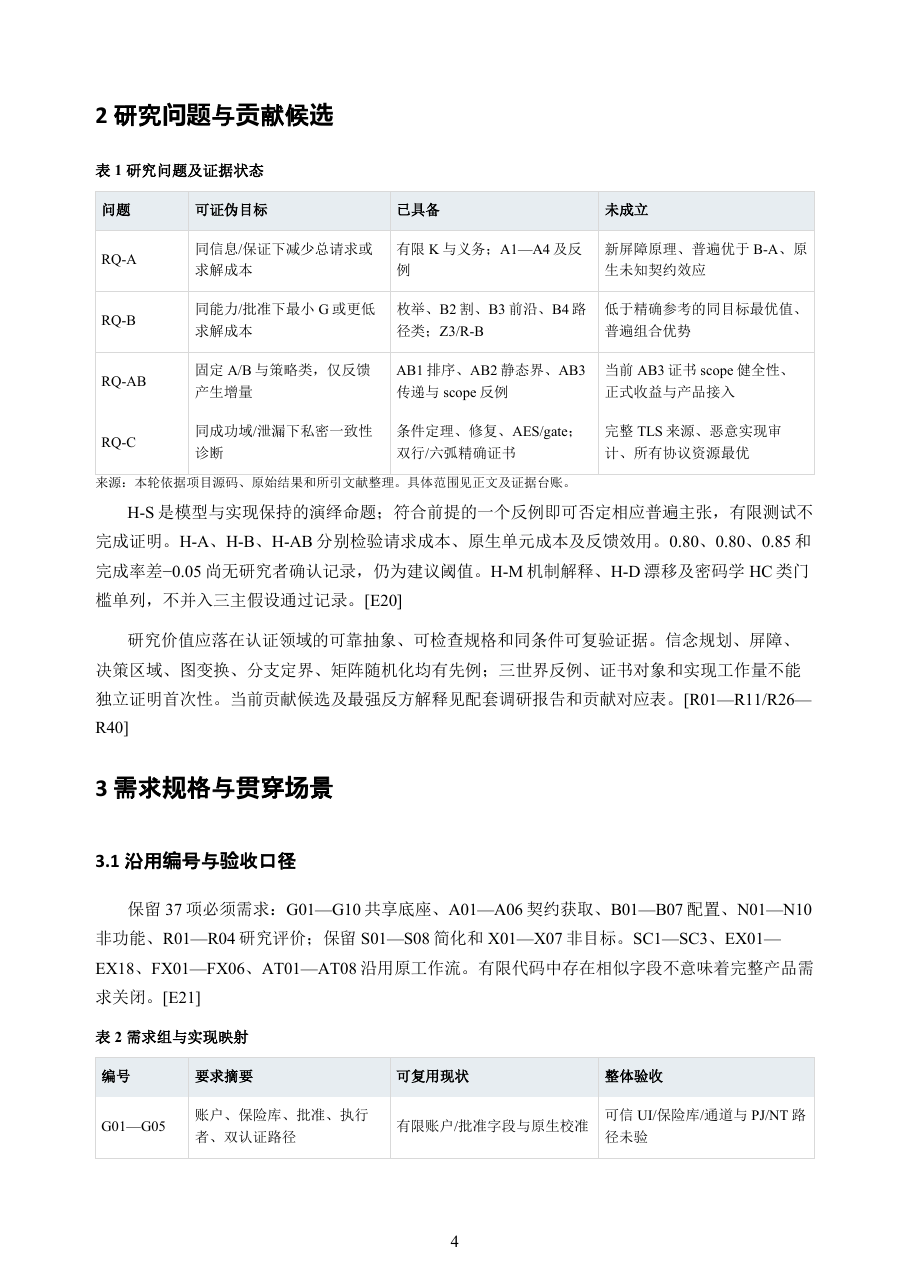 2 研究问题与贡献候选
表 1 研究问题及证据状态
问题 可证伪目标 已具备 未成立
RQ-A 同信息/保证下减少总请求或求解成本 有限 K 与义务；A1—A4 及反例 新屏障原理、普遍优于 B-A、原生未知契约效应
RQ-B 同能力/批准下最小 G 或更低求解成本 枚举、B2 割、B3 前沿、B4 路径类；Z3/R-B 低于精确参考的同目标最优值、普遍组合优势
RQ-AB 固定 A/B 与策略类，仅反馈产生增量 AB1 排序、AB2 静态界、AB3 传递与 scope 反例 当前 AB3 证书 scope 健全性、正式收益与产品接入
RQ-C 同成功域/泄漏下私密一致性诊断 条件定理、修复、AES/gate；双行/六弧精确证书 完整 TLS 来源、恶意实现审计、所有协议资源最优
来源：本轮依据项目源码、原始结果和所引文献整理。具体范围见正文及证据台账。
H-S 是模型与实现保持的演绎命题；符合前提的一个反例即可否定相应普遍主张，有限测试不
完成证明。H-A、H-B、H-AB 分别检验请求成本、原生单元成本及反馈效用。0.80、0.80、0.85 和
完成率差−0.05 尚无研究者确认记录，仍为建议阈值。H-M 机制解释、H-D 漂移及密码学 HC 类门
槛单列，不并入三主假设通过记录。[E20]
研究价值应落在认证领域的可靠抽象、可检查规格和同条件可复验证据。信念规划、屏障、
决策区域、图变换、分支定界、矩阵随机化均有先例；三世界反例、证书对象和实现工作量不能
独立证明首次性。当前贡献候选及最强反方解释见配套调研报告和贡献对应表。[R01—R11/R26—
R40]
3 需求规格与贯穿场景
3.1 沿用编号与验收口径
保留 37 项必须需求：G01—G10 共享底座、A01—A06 契约获取、B01—B07 配置、N01—N10
非功能、R01—R04 研究评价；保留 S01—S08 简化和 X01—X07 非目标。SC1—SC3、EX01—
EX18、FX01—FX06、AT01—AT08 沿用原工作流。有限代码中存在相似字段不意味着完整产品需
求关闭。[E21]
表 2 需求组与实现映射
编号 要求摘要 可复用现状 整体验收
G01—G05 账户、保险库、批准、执行者、双认证路径 有限账户/批准字段与原生校准 可信 UI/保险库/通道与 PJ/NT 路径未验
4